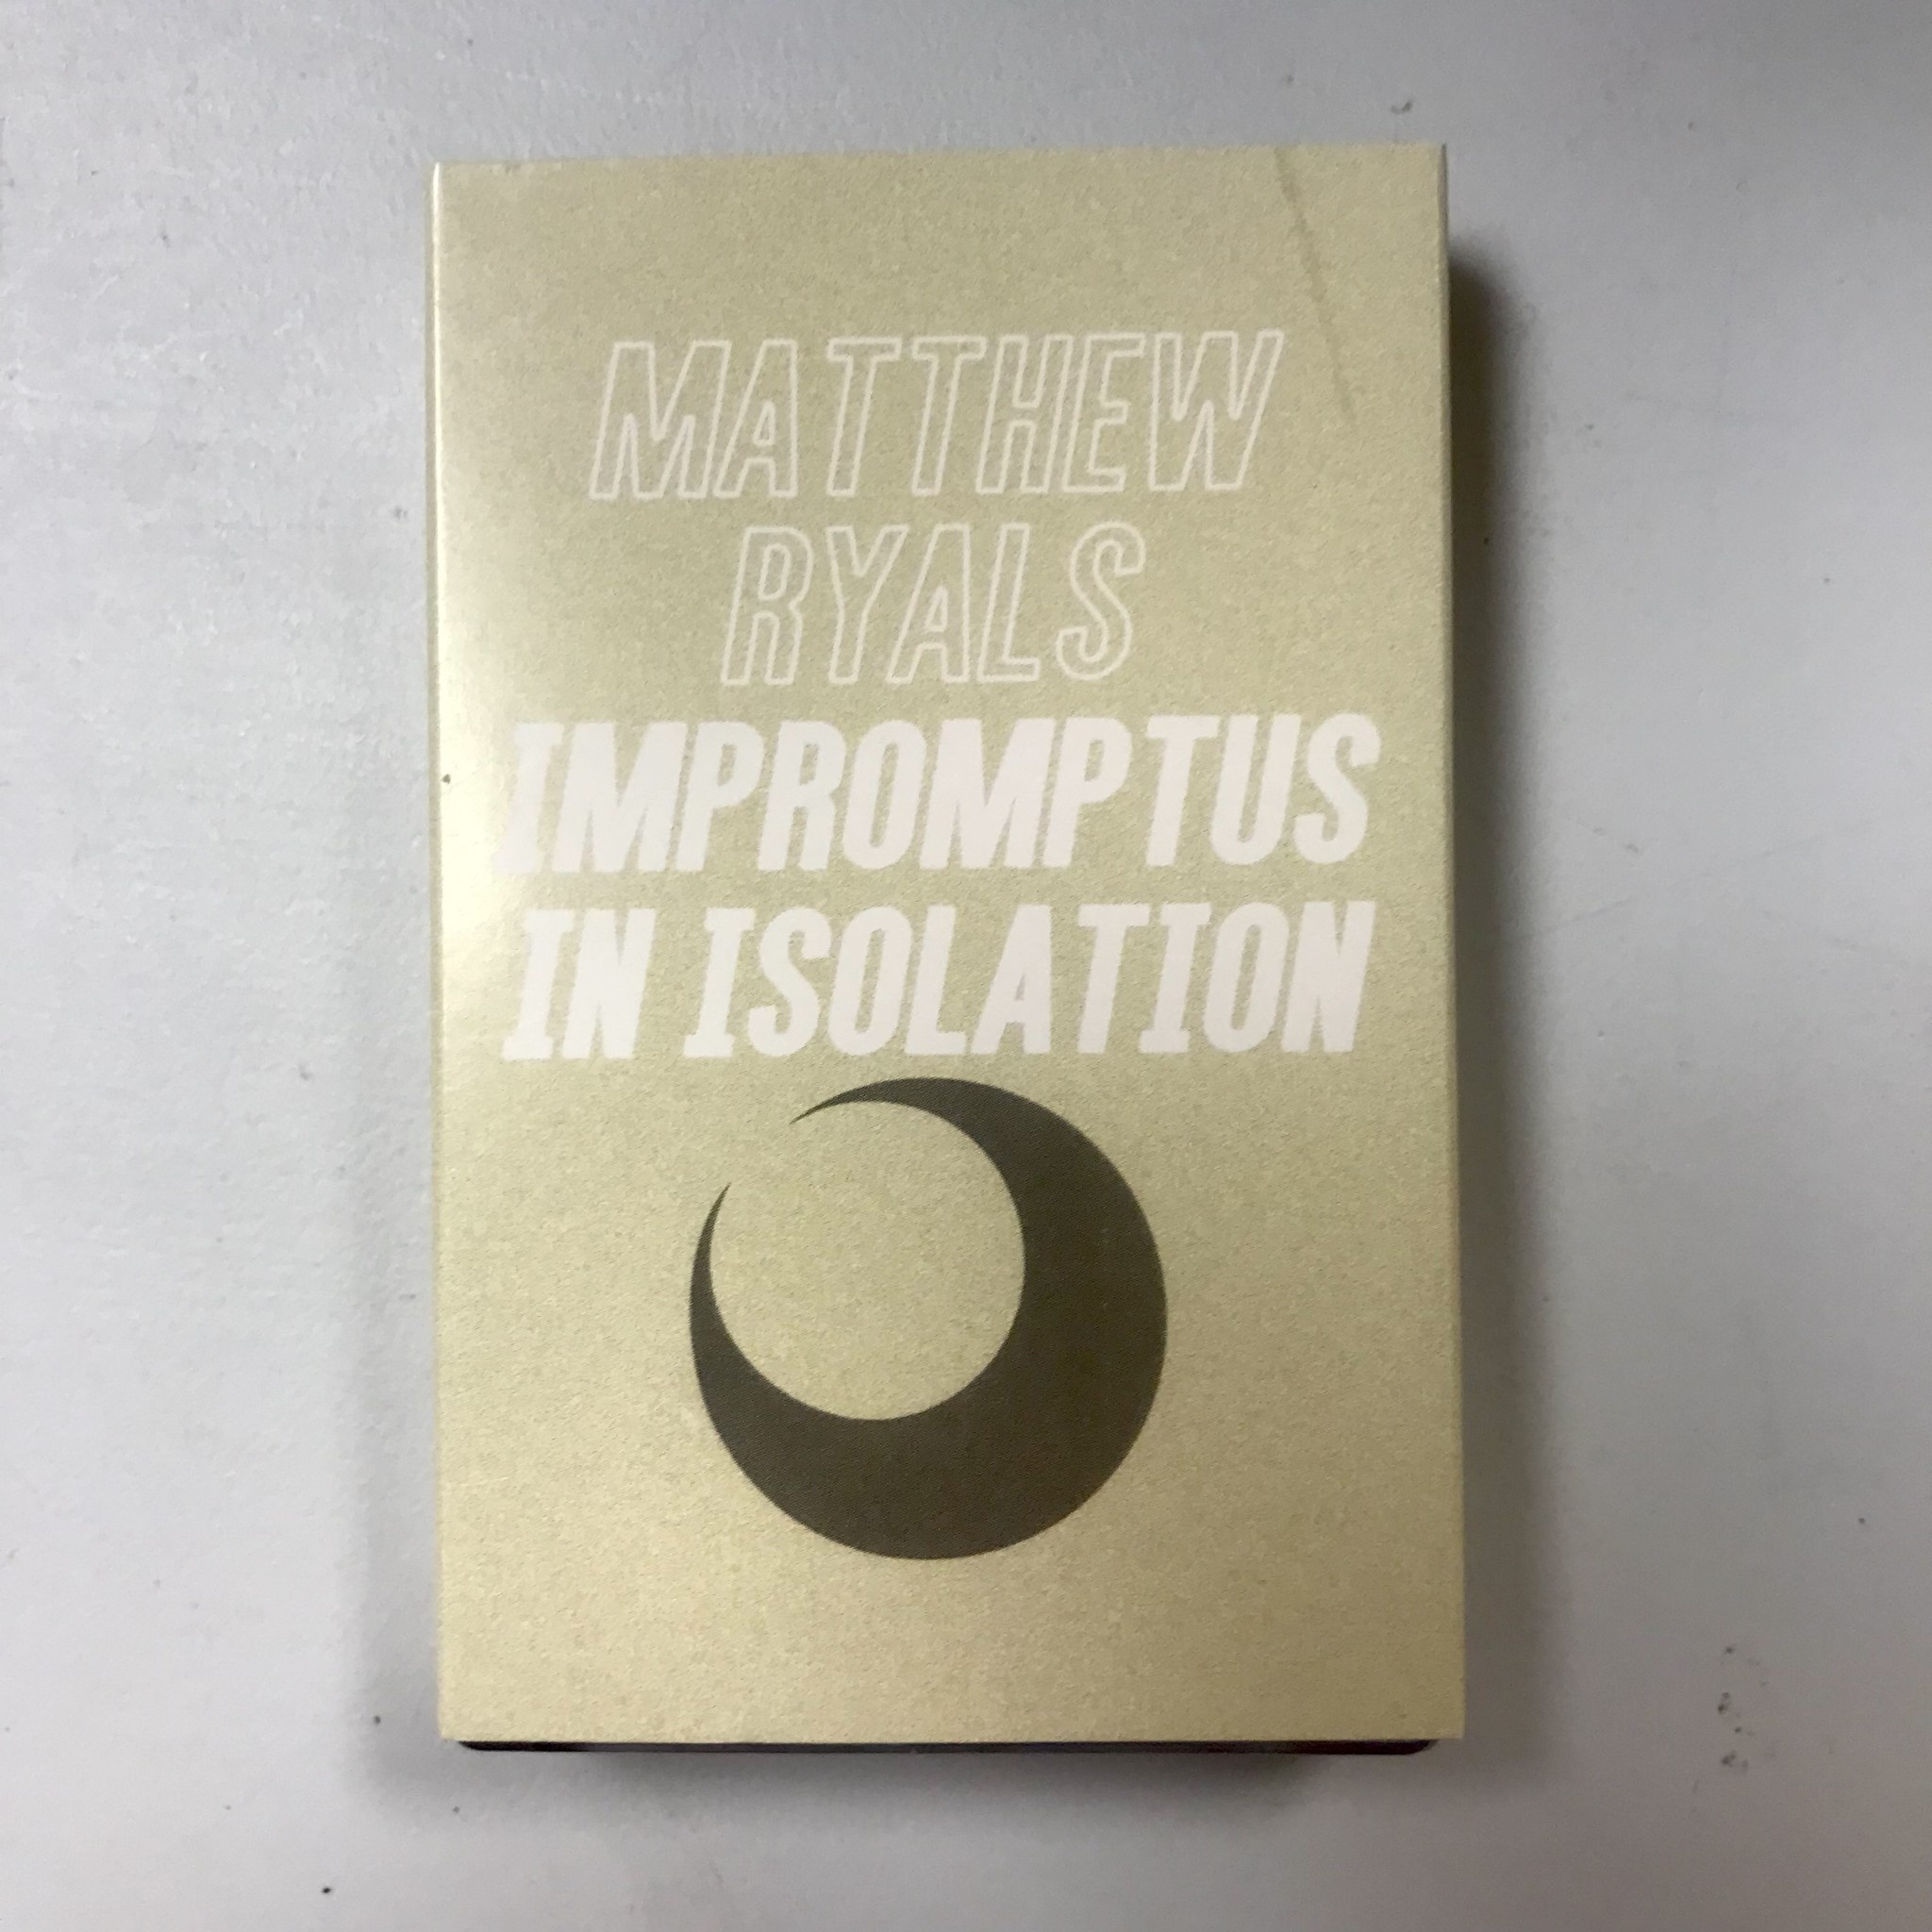 MATTHEW
RYALS
IMPROMPTUS
IN ISOLATION